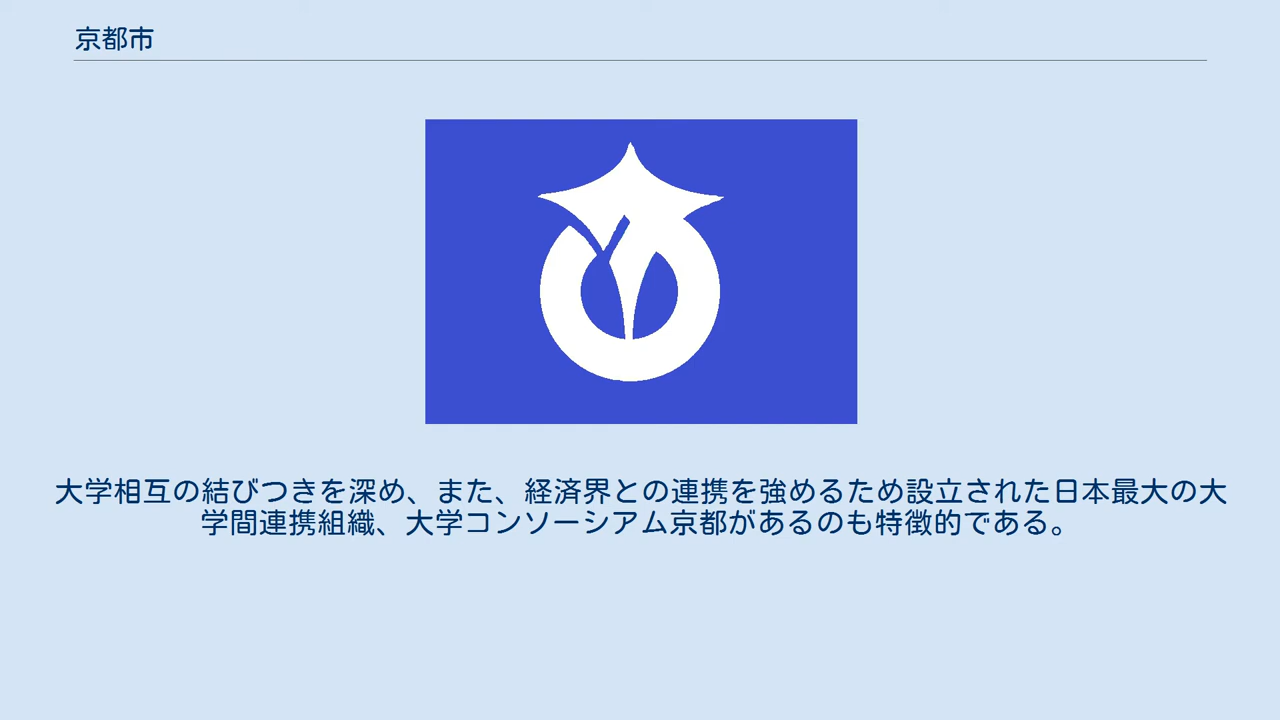 京都市
大学相互の結びつきを深め、また、経済界との連携を強めるため設立された日本最大の大
学間連携組織、大学コンソーシアム京都があるのも特徴的である。